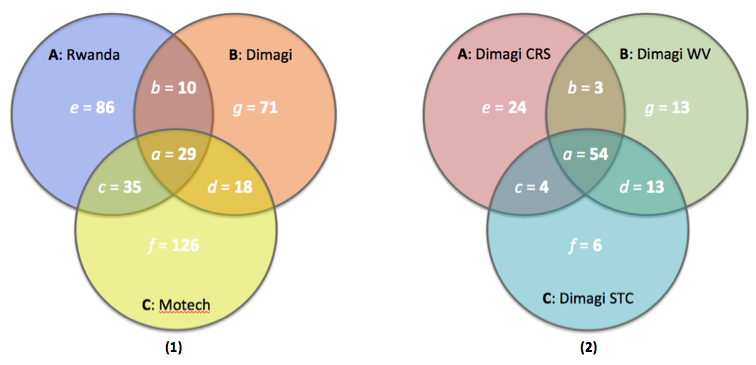 A: Rwanda
B: Dimagi
b = 10
e = 86
g = 71
a = 29
c = 35
d = 18
f = 126
C: Motech
(1)
A: Dimagi CRS
B: Dimagi WV
b = 3
e = 24
g = 13
a = 54
c = 4
d = 13
f = 6
C: Dimagi STC
(2)